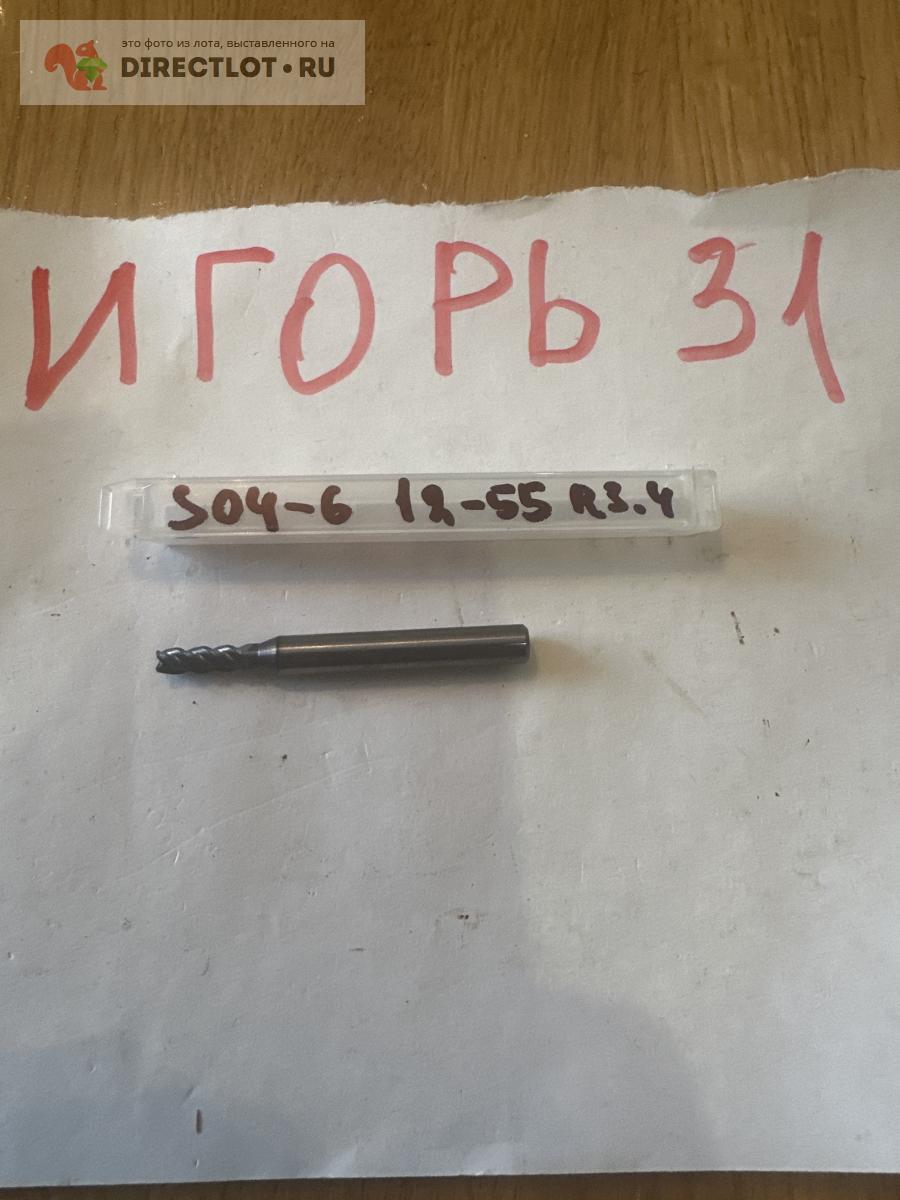 это фото из лота, выставленного на
DIRECTLOT•RU
ИГОРЬ 31
S04-6 12-55 R3.4